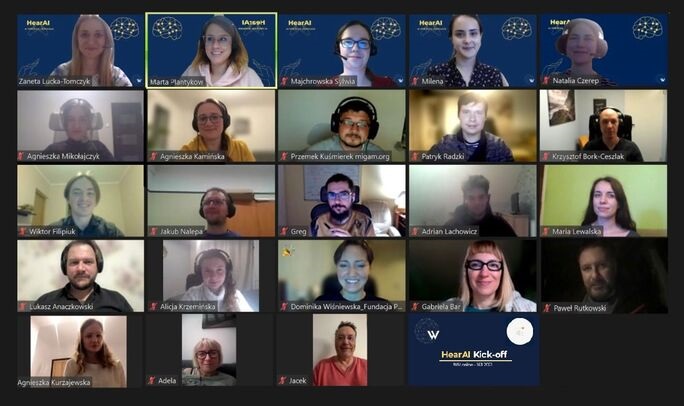 HearAI
Żaneta Lucka-Tomczyk
HearAI
Marta Plantykow
HearAI
Majchrowska Sylwia
HearAI
Milena
HearAI
Natalia Czerep
Agnieszka Mikołajczyk
Agnieszka Kamińska
Przemek Kuśmierek migam.org
Patryk Radzki
Krzysztof Bork-Ceszlak
Wiktor Filipiuk
Jakub Nalepa
Greg
Adrian Lachowicz
Maria Lewalska
Lukasz Anaczkowski
Alicja Krzemińska
Dominika Wiśniewska_Fundacja P...
Gabriela Bar
Paweł Rutkowski
Agnieszka Kurzajewska
Adela
Jacek
W
HearAI Kick-off